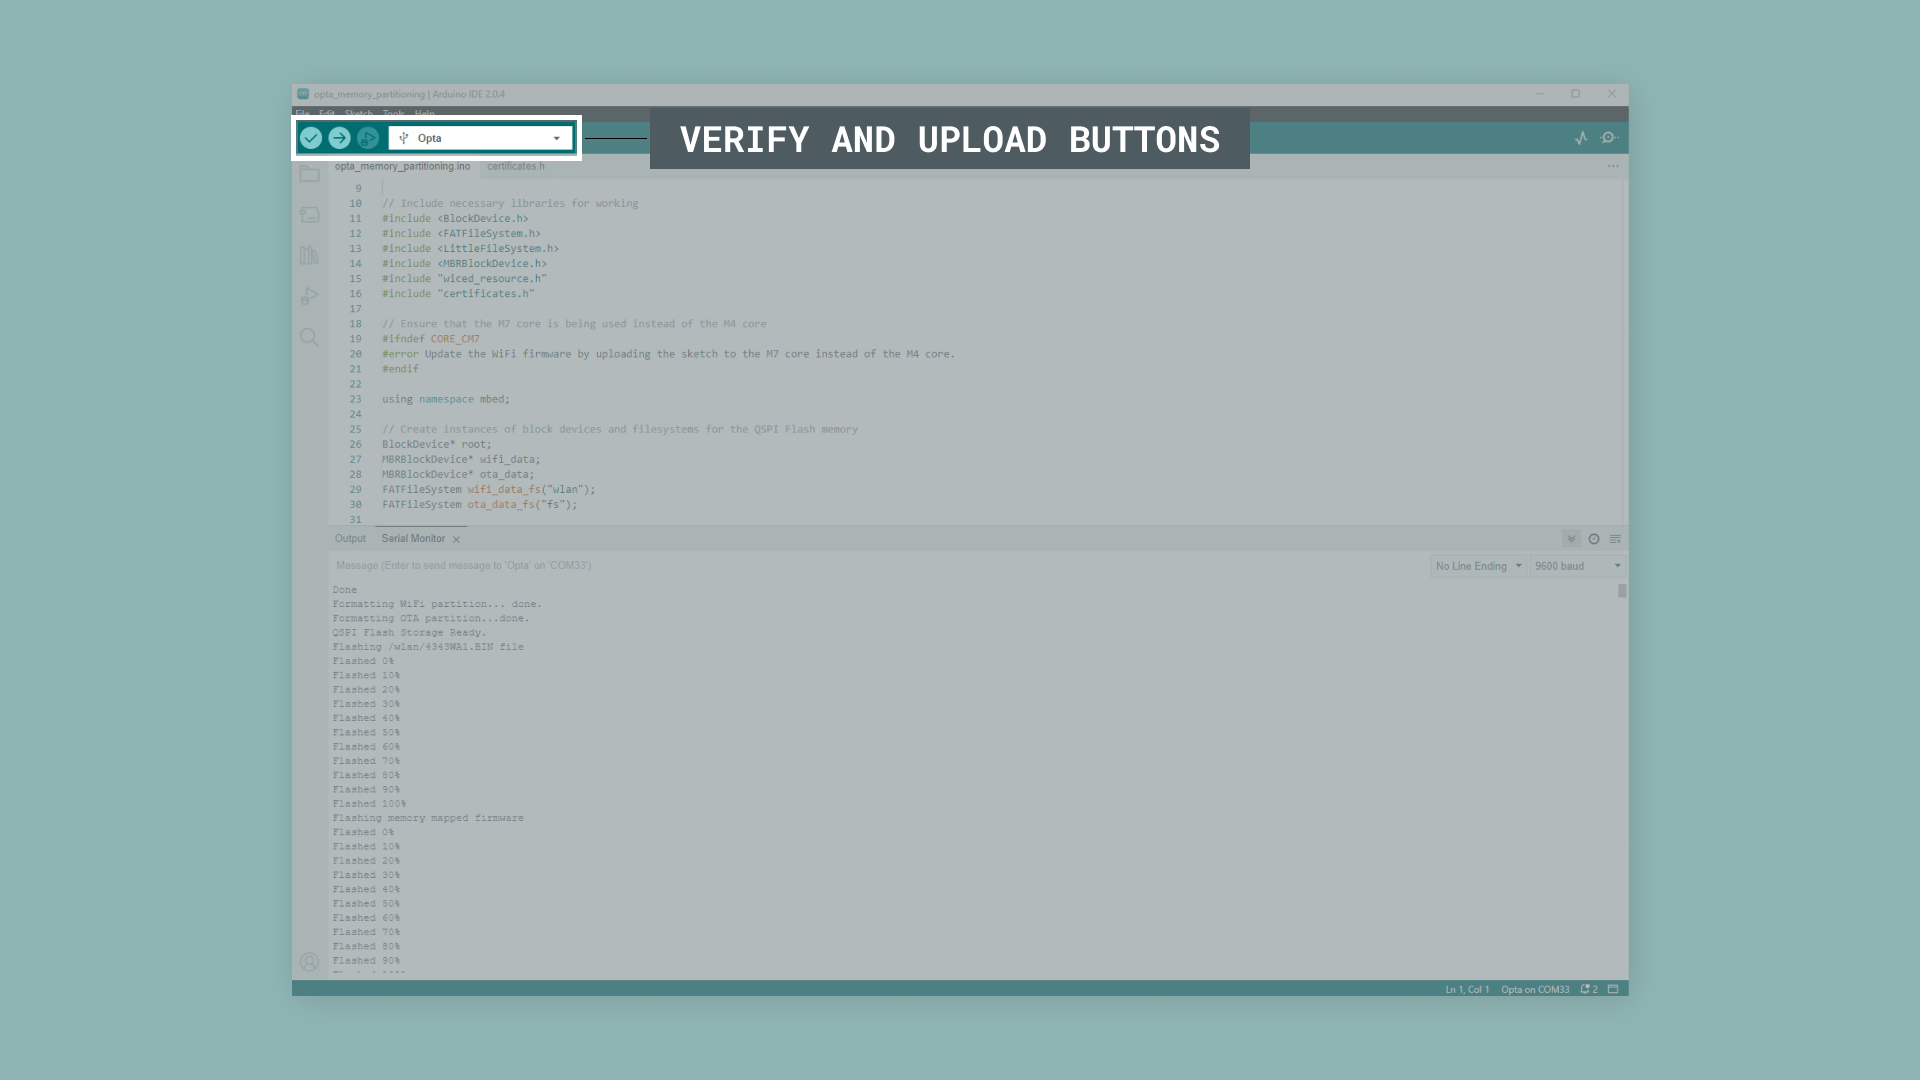 opta_memory_partitioning | Arduino IDE 2.0.4
File Edit Sketch Tools Help
Opta
VERIFY AND UPLOAD BUTTONS
opta_memory_partitioning.ino certificates.h
9
10 // Include necessary libraries for working
11 #include <BlockDevice.h>
12 #include <FATFileSystem.h>
13 #include <LittleFileSystem.h>
14 #include <MBRBlockDevice.h>
15 #include "wiced_resource.h"
16 #include "certificates.h"
17
18 // Ensure that the M7 core is being used instead of the M4 core
19 #ifndef CORE_CM7
20 #error Update the WiFi firmware by uploading the sketch to the M7 core instead of the M4 core.
21 #endif
22
23 using namespace mbed;
24
25 // Create instances of block devices and filesystems for the QSPI Flash memory
26 BlockDevice* root;
27 MBRBlockDevice* wifi_data;
28 MBRBlockDevice* ota_data;
29 FATFileSystem wifi_data_fs("wlan");
30 FATFileSystem ota_data_fs("fs");
31
Output Serial Monitor
Message (Enter to send message to 'Opta' on 'COM33') No Line Ending 9600 baud
Done
Formatting WiFi partition... done.
Formatting OTA partition...done.
QSPI Flash Storage Ready.
Flashing /wlan/4343WA1.BIN file
Flashed 0%
Flashed 10%
Flashed 20%
Flashed 30%
Flashed 40%
Flashed 50%
Flashed 60%
Flashed 70%
Flashed 80%
Flashed 90%
Flashed 100%
Flashing memory mapped firmware
Flashed 0%
Flashed 10%
Flashed 20%
Flashed 30%
Flashed 40%
Flashed 50%
Flashed 60%
Flashed 70%
Flashed 80%
Flashed 90%
Ln 1, Col 1 Opta on COM33 2